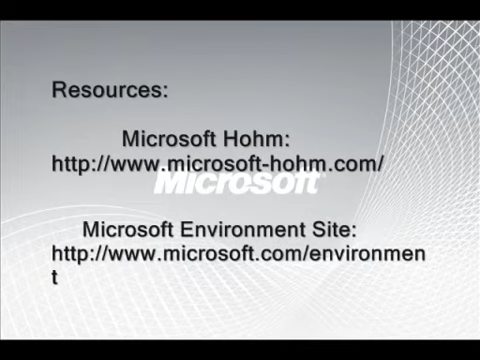 Resources:
Microsoft Hohm:
http://www.microsoft-hohm.com/
Microsoft
Microsoft Environment Site:
http://www.microsoft.com/environmen
t